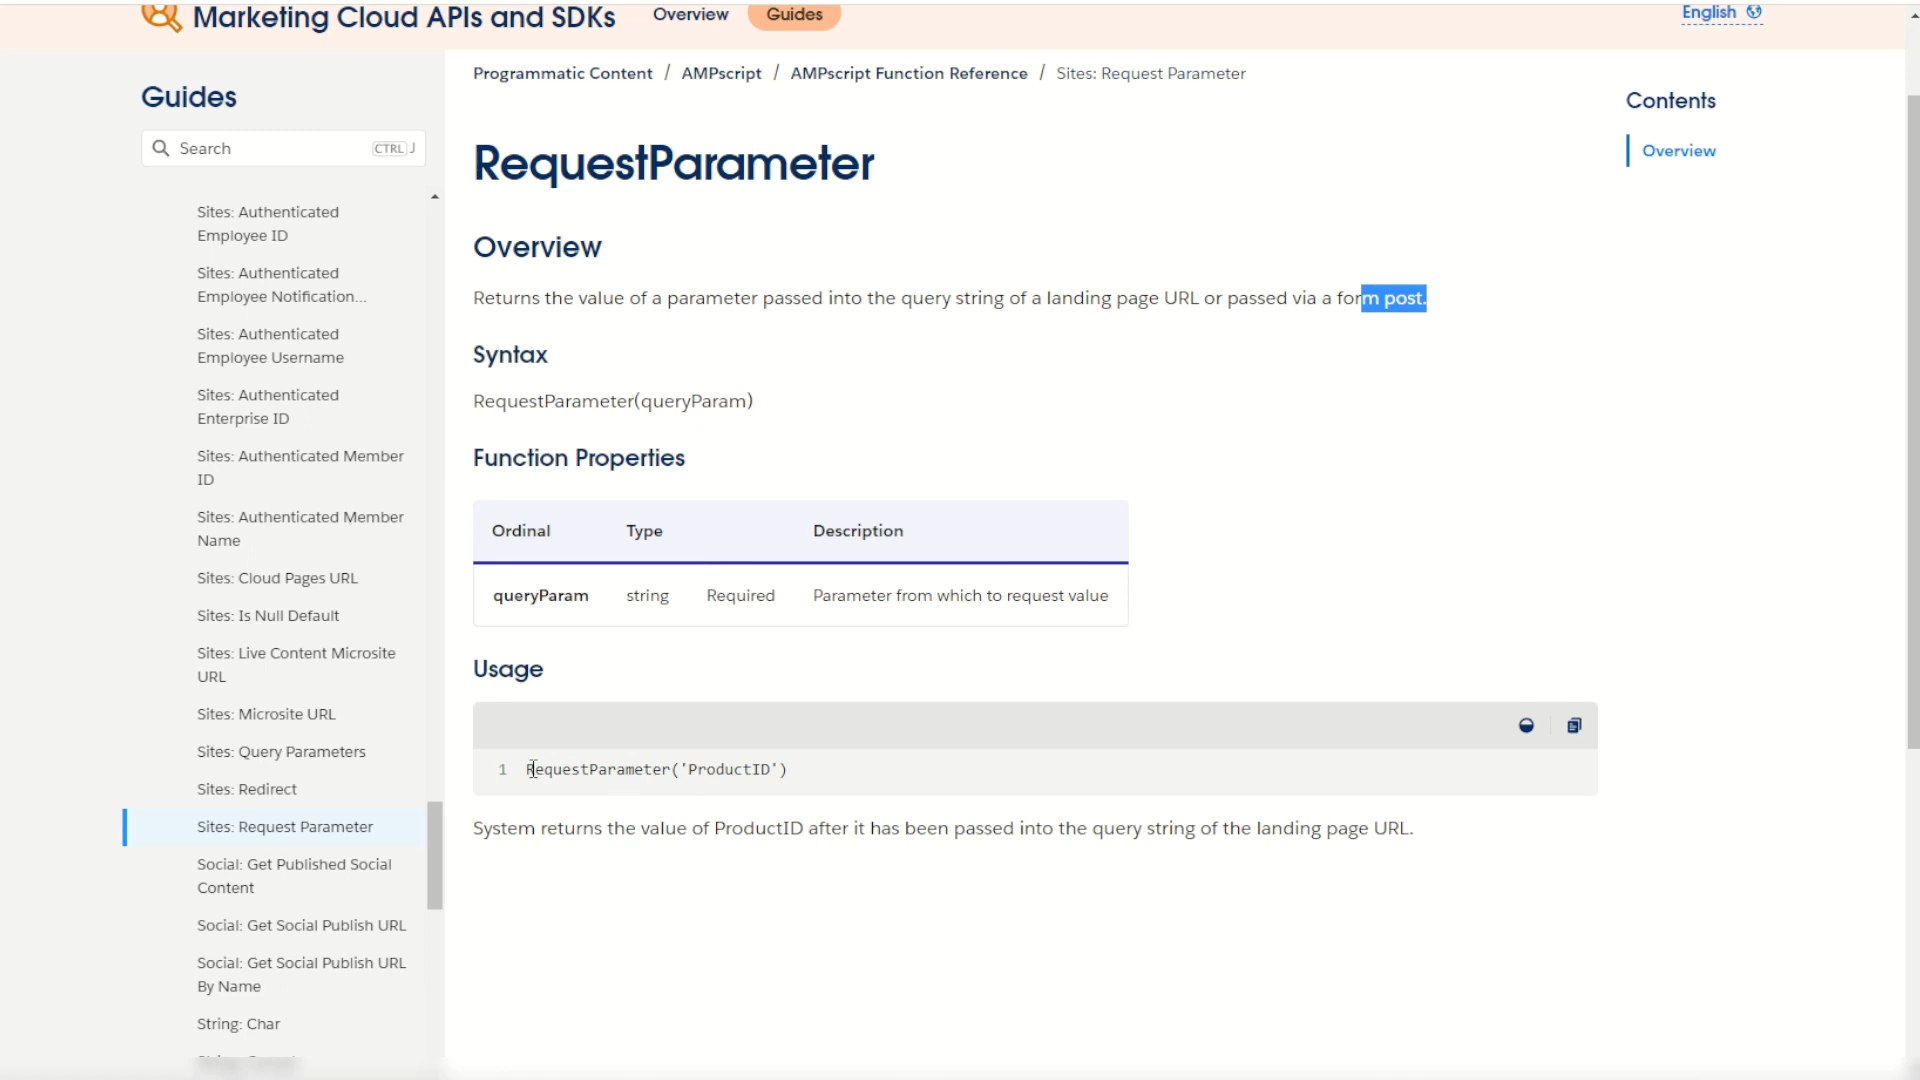 Marketing Cloud APIs and SDKs
Overview
Guides
English
Programmatic Content / AMPscript / AMPscript Function Reference / Sites: Request Parameter
Guides
Search
CTRL J
Sites: Authenticated
Employee ID
Sites: Authenticated
Employee Notification...
Sites: Authenticated
Employee Username
Sites: Authenticated
Enterprise ID
Sites: Authenticated Member
ID
Sites: Authenticated Member
Name
Sites: Cloud Pages URL
Sites: Is Null Default
Sites: Live Content Microsite
URL
Sites: Microsite URL
Sites: Query Parameters
Sites: Redirect
Sites: Request Parameter
Social: Get Published Social
Content
Social: Get Social Publish URL
Social: Get Social Publish URL
By Name
String: Char
RequestParameter
Overview
Returns the value of a parameter passed into the query string of a landing page URL or passed via a form post.
Syntax
RequestParameter(queryParam)
Function Properties
Ordinal Type Description
queryParam string Required Parameter from which to request value
Usage
1 RequestParameter('ProductID')
System returns the value of ProductID after it has been passed into the query string of the landing page URL.
Contents
Overview